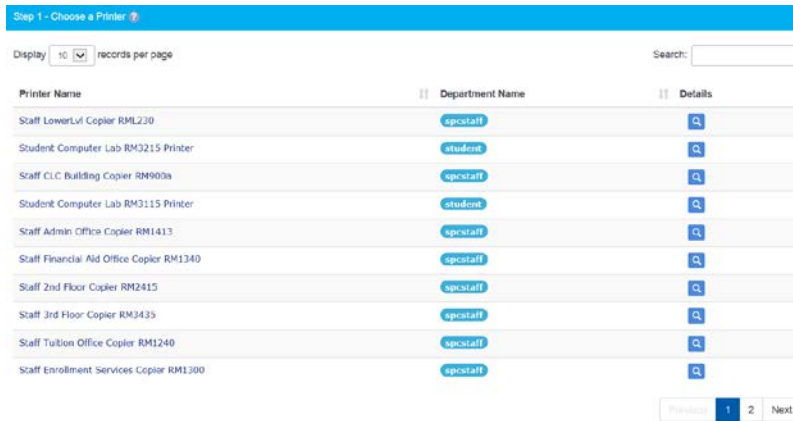 Step 1 - Choose a Printer ?
Display 10 records per page Search:
Printer Name Department Name Details
Staff LowerLvl Copier RML230 spcstaff
Student Computer Lab RM3215 Printer student
Staff CLC Building Copier RM900a spcstaff
Student Computer Lab RM3115 Printer student
Staff Admin Office Copier RM1413 spcstaff
Staff Financial Aid Office Copier RM1340 spcstaff
Staff 2nd Floor Copier RM2415 spcstaff
Staff 3rd Floor Copier RM3435 spcstaff
Staff Tuition Office Copier RM1240 spcstaff
Staff Enrollment Services Copier RM1300 spcstaff
Previous 1 2 Next